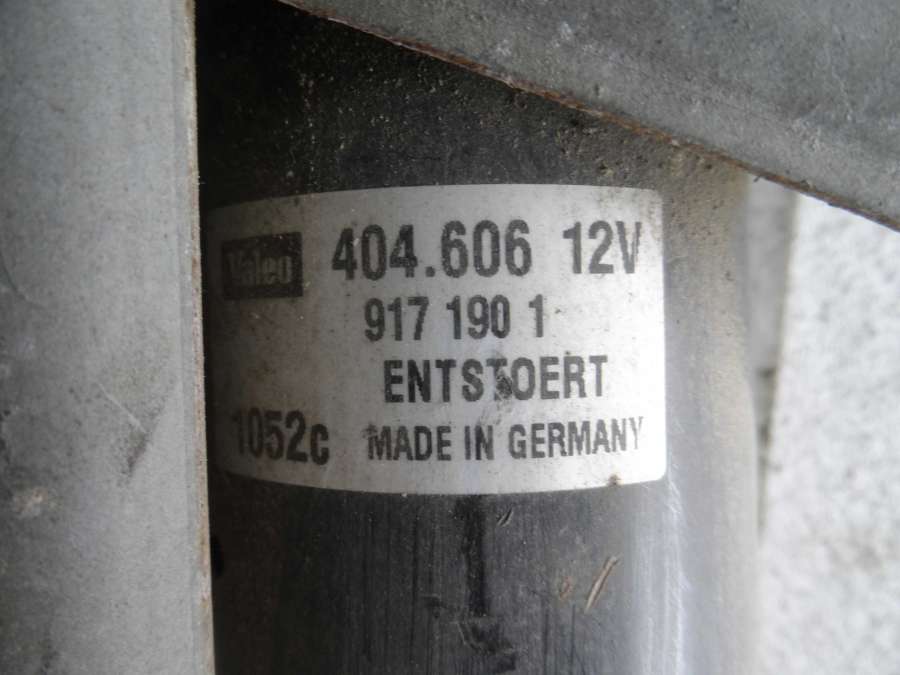 Valeo 404.606 12V
917 190 1
ENTSTOERT
1052c MADE IN GERMANY